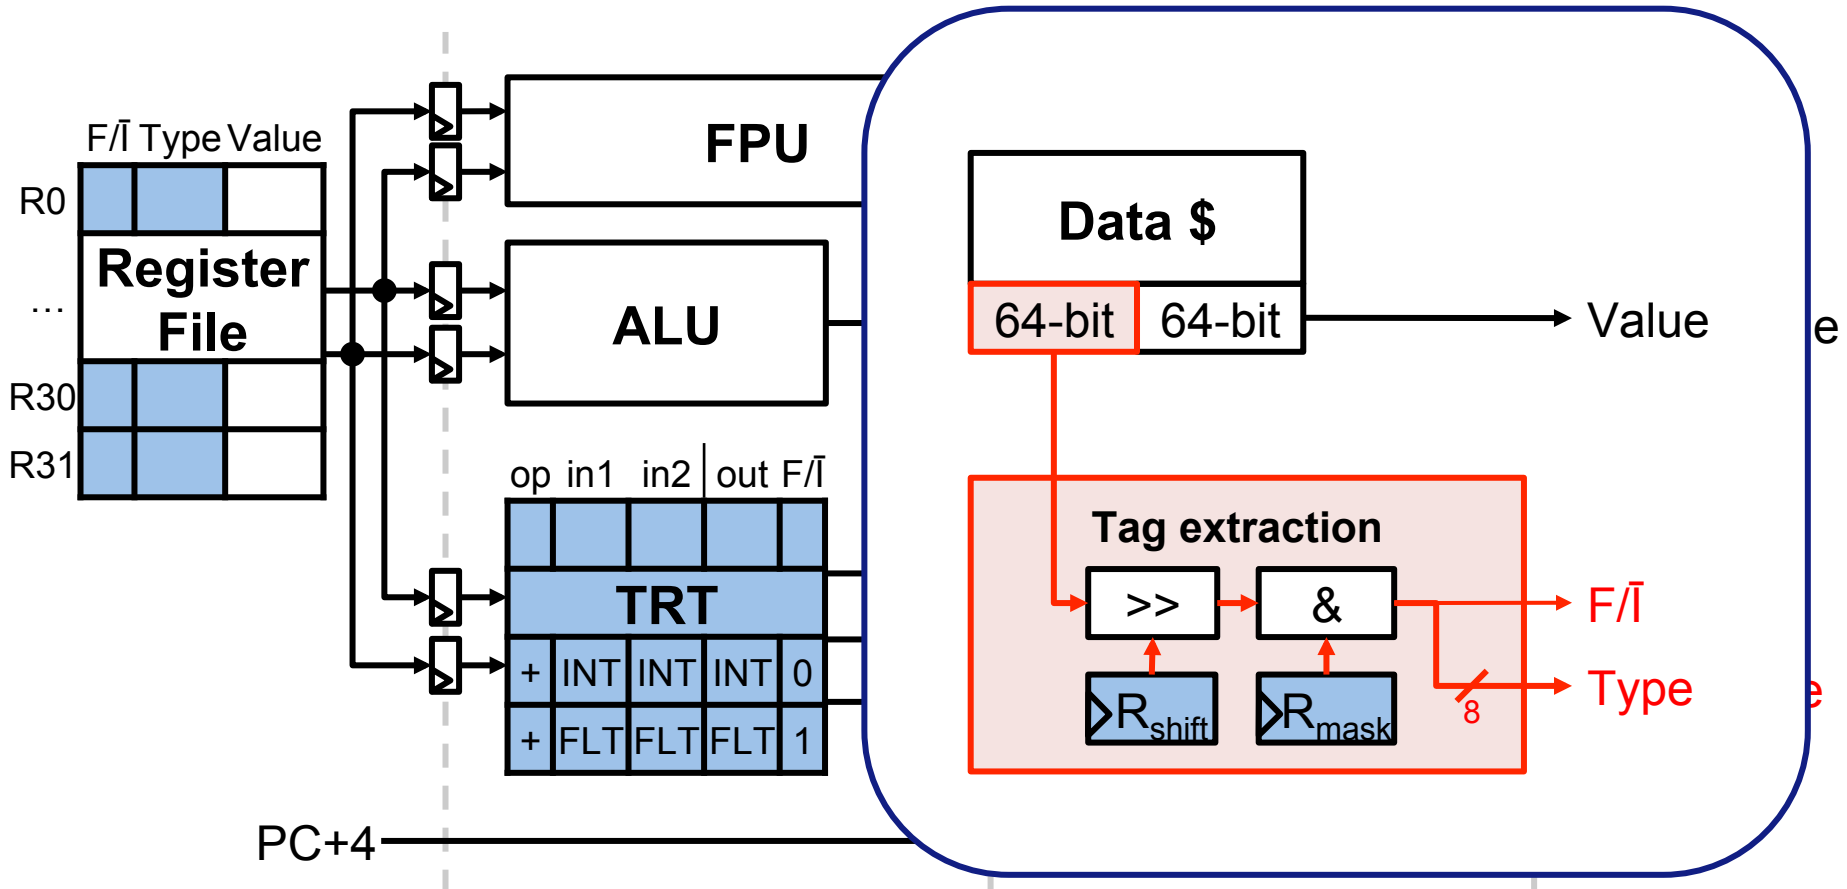 F/Ī Type Value
R0
Register
File
...
R30
R31
FPU
ALU
op in1 in2 out F/Ī
TRT
+ INT INT INT 0
+ FLT FLT FLT 1
PC+4
Data $
64-bit 64-bit
Value
e
Tag extraction
>> &
Rshift Rmask
F/Ī
Type
8
e